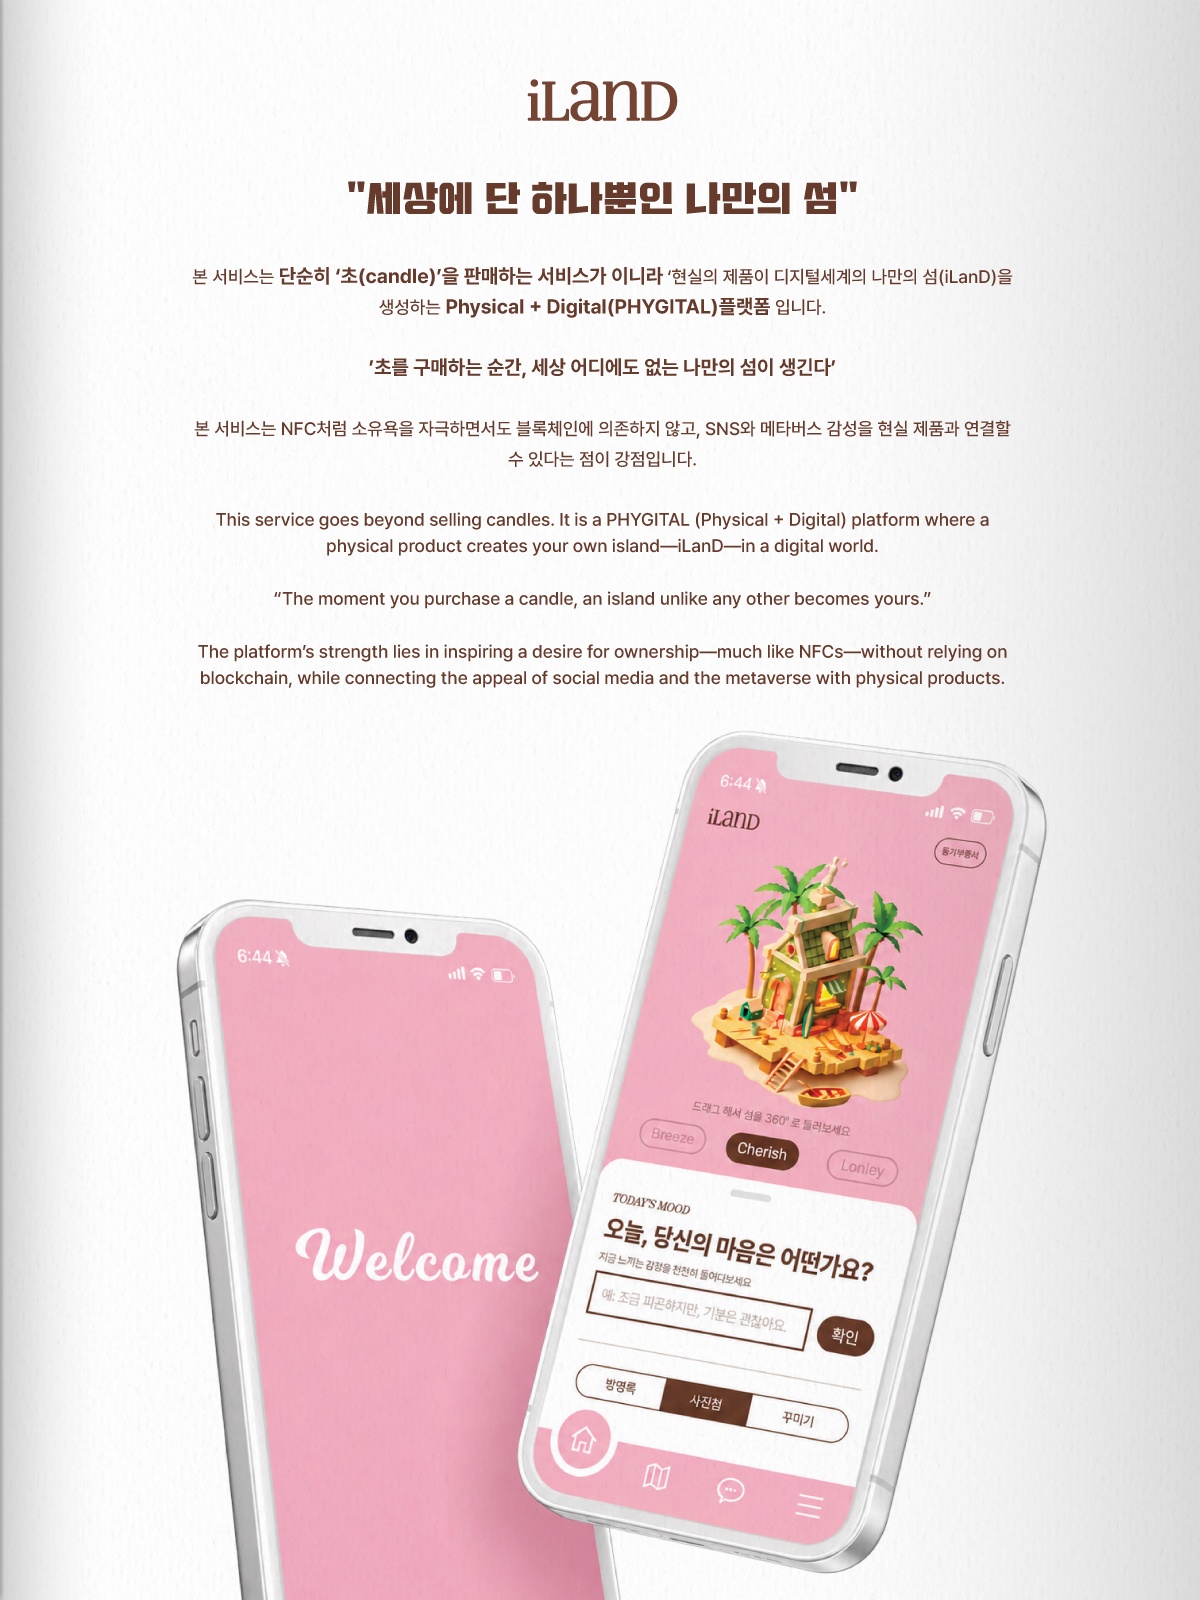 iLanD
"세상에 단 하나뿐인 나만의 섬"
본 서비스는 단순히 ‘초(candle)’을 판매하는 서비스가 이니라 ‘현실의 제품이 디지털세계의 나만의 섬(iLanD)을
생성하는 Physical + Digital(PHYGITAL)플랫폼 입니다.
’초를 구매하는 순간, 세상 어디에도 없는 나만의 섬이 생긴다’
본 서비스는 NFC처럼 소유욕을 자극하면서도 블록체인에 의존하지 않고, SNS와 메타버스 감성을 현실 제품과 연결할
수 있다는 점이 강점입니다.
This service goes beyond selling candles. It is a PHYGITAL (Physical + Digital) platform where a
physical product creates your own island—iLanD—in a digital world.
“The moment you purchase a candle, an island unlike any other becomes yours.”
The platform’s strength lies in inspiring a desire for ownership—much like NFCs—without relying on
blockchain, while connecting the appeal of social media and the metaverse with physical products.
6:44
Welcome
6:44
iLanD
등기부증서
드래그 해서 섬을 360° 로 둘러보세요
Breeze
Cherish
Lonley
TODAY'S MOOD
오늘, 당신의 마음은 어떤가요?
지금 느끼는 감정을 천천히 들여다보세요
예: 조금 피곤하지만, 기분은 괜찮아요.
확인
방명록
사진첩
꾸미기